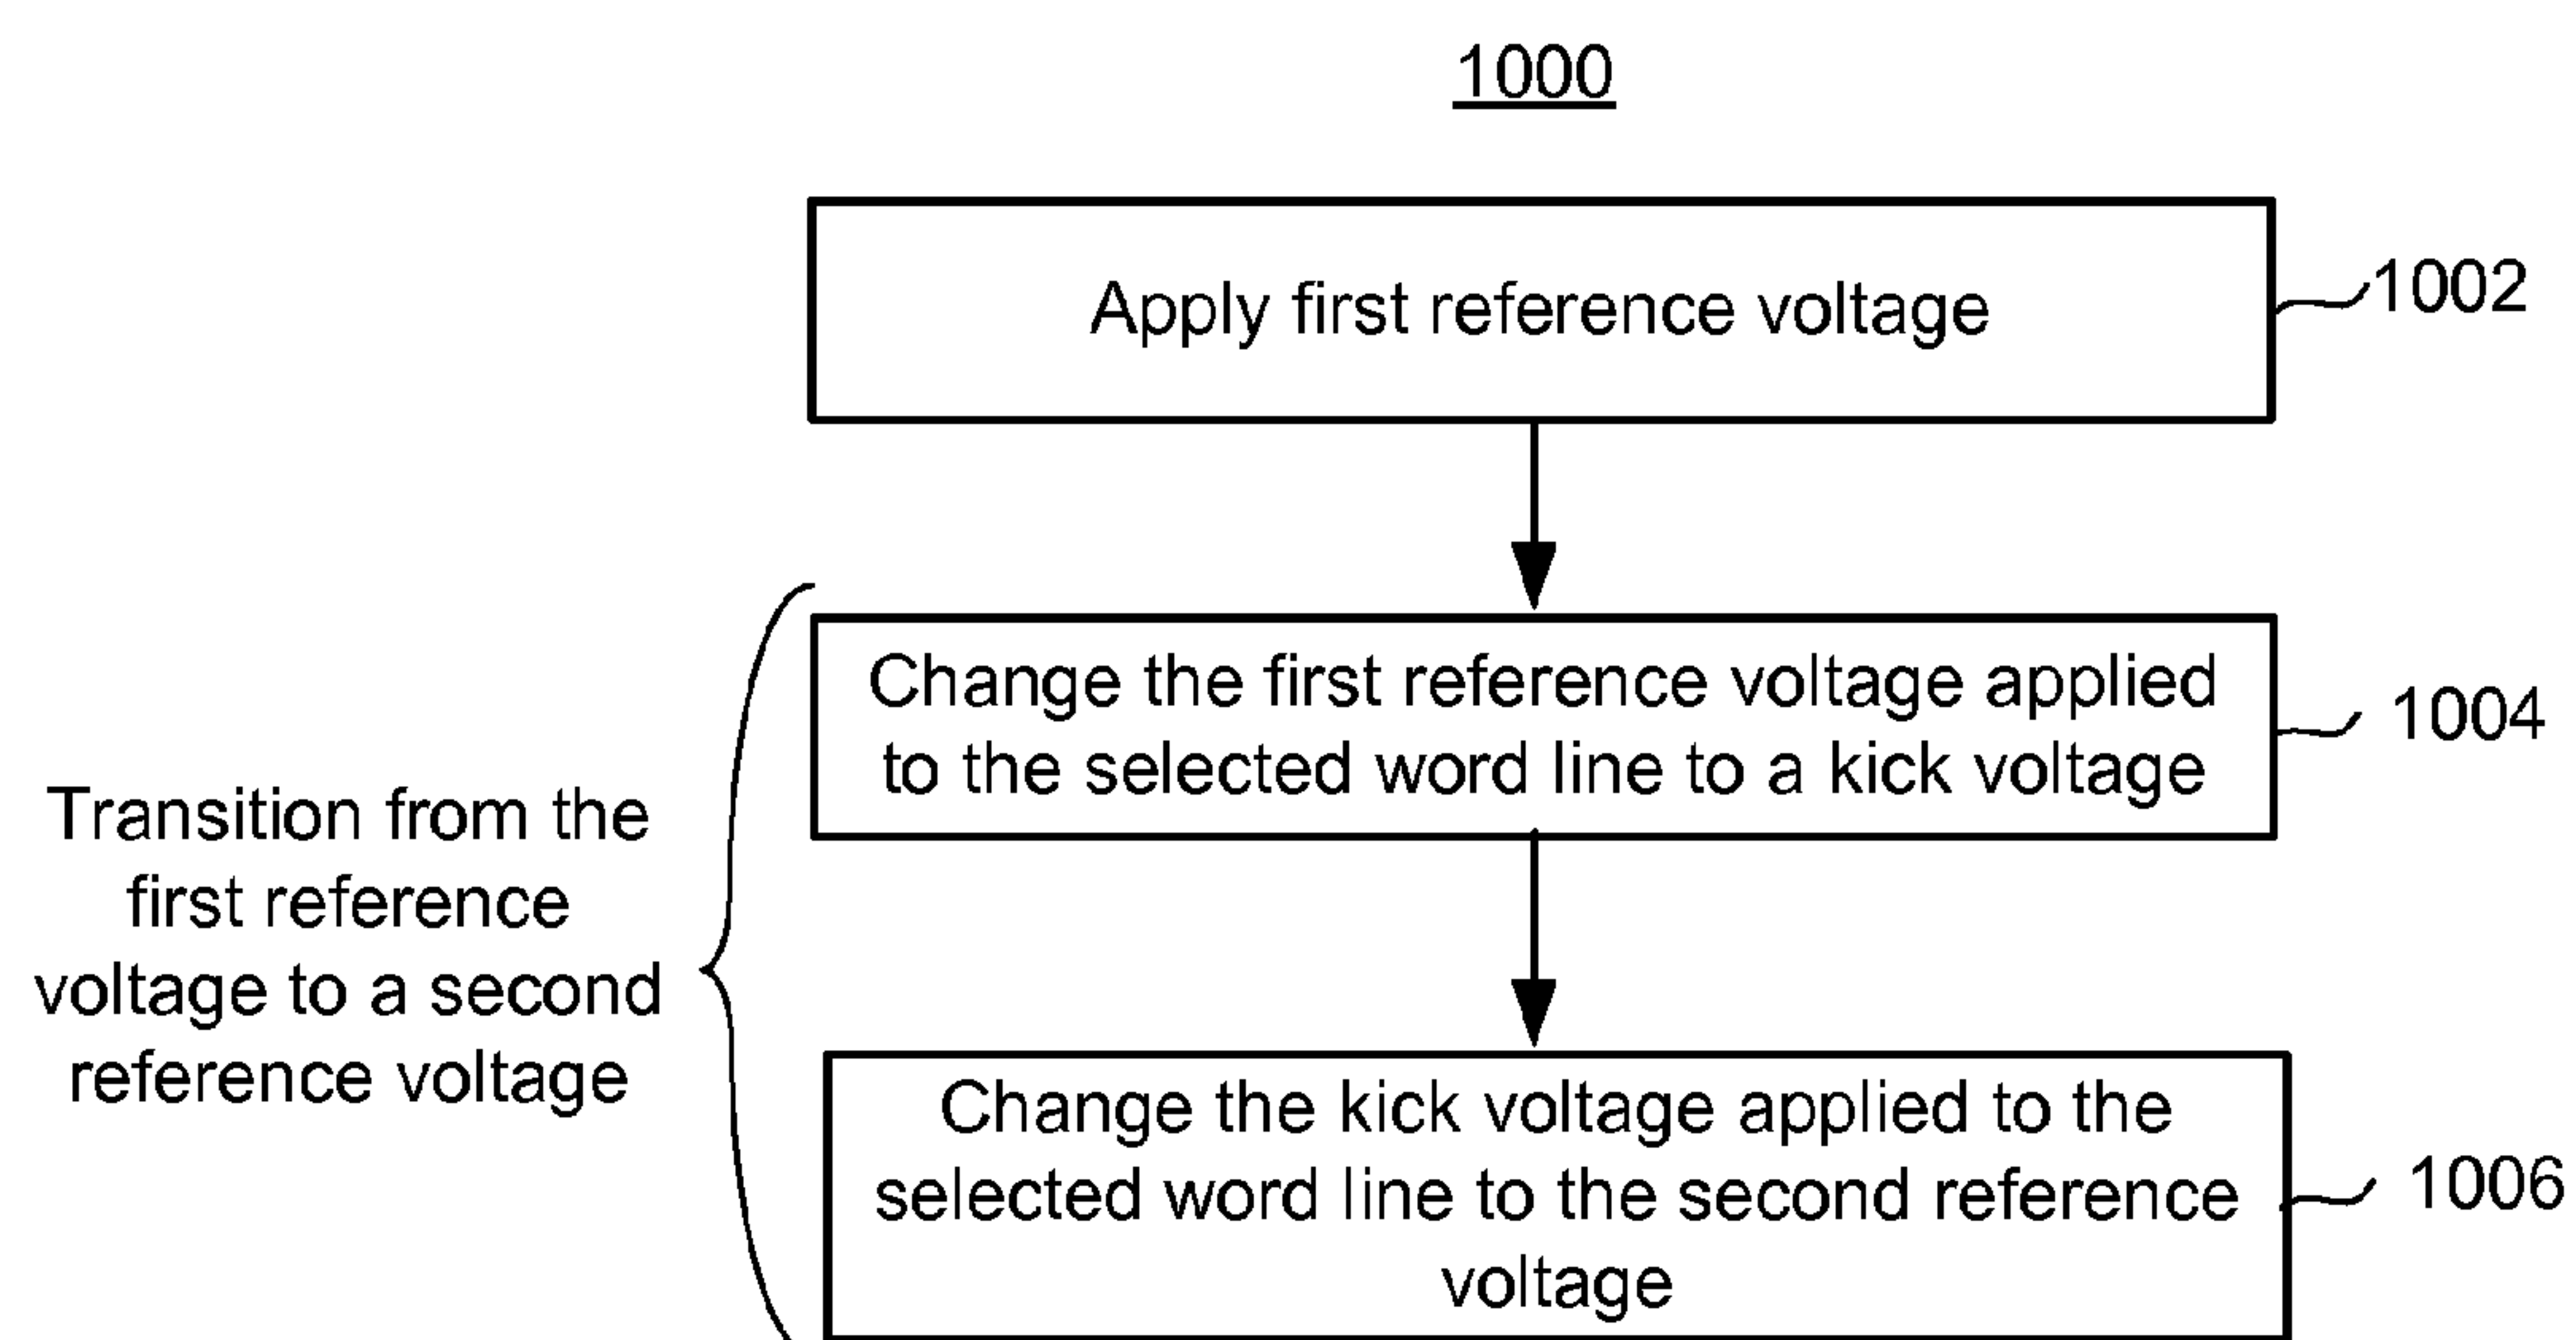 1000
Apply first reference voltage
1002
Change the first reference voltage applied
to the selected word line to a kick voltage
1004
Transition from the
first reference
voltage to a second
reference voltage
Change the kick voltage applied to the
selected word line to the second reference
voltage
1006